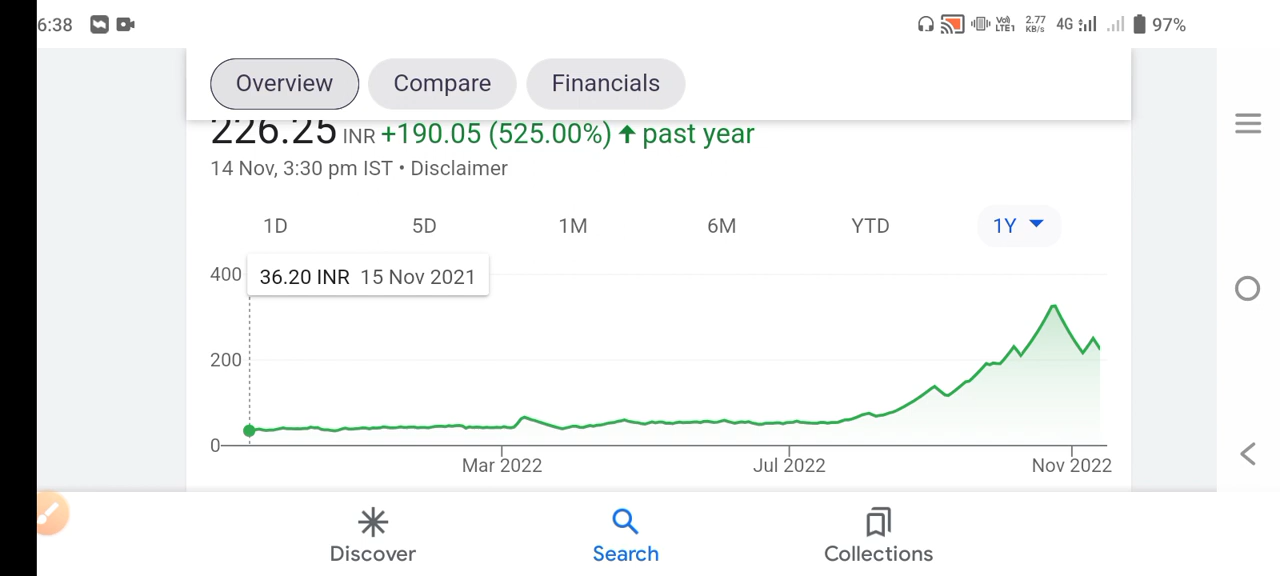 6:38 Vo) LTE1 2.77 KB/s 4G 97%
Overview Compare Financials
226.25 INR +190.05 (525.00%) ↑ past year
14 Nov, 3:30 pm IST • Disclaimer
1D 5D 1M 6M YTD 1Y
400 36.20 INR 15 Nov 2021
200
0
Mar 2022 Jul 2022 Nov 2022
Discover Search Collections